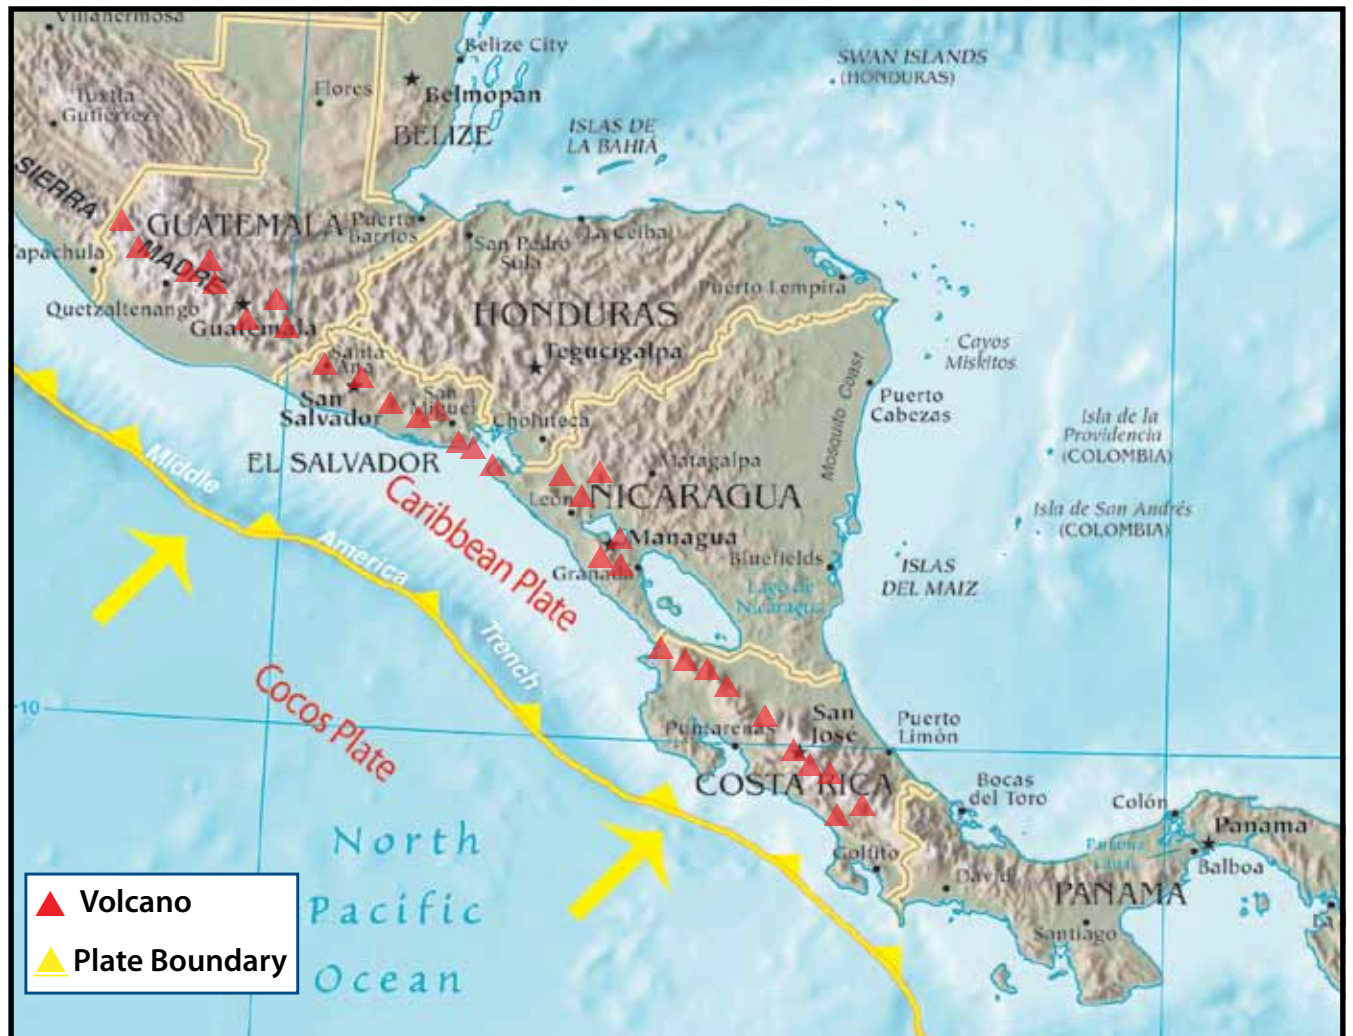 Villahermosa
Belize City
SWAN ISLANDS
(HONDURAS)
Flores
Belmopan
Tuxtla
Gutiérrez
BELIZE
ISLAS DE
LA BAHIÁ
SIERRA
MADRE
GUATEMALA
Puerto
Barrios
La Ceiba
San Pedro
Sula
Tapachula
Puerto Lempira
Quetzaltenango
Guatemala
HONDURAS
Tegucigalpa
Cayos
Miskitos
Santa
Ana
San
Salvador
San
Miguel
Choluteca
Mosquito Coast
Puerto
Cabezas
Isla de la
Providencia
(COLOMBIA)
EL SALVADOR
Matagalpa
León
NICARAGUA
Isla de San Andrés
(COLOMBIA)
Middle
America
Trench
Caribbean Plate
Managua
Granada
Bluefields
ISLAS
DEL MAIZ
Lago de
Nicaragua
Cocos Plate
10
San
José
Puntarenas
Puerto
Limón
COSTA RICA
Bocas
del Toro
Colón
Panama
Panama
Canal
Balboa
Golfito
David
PANAMA
Santiago
North
Pacific
Ocean
Volcano
Plate Boundary